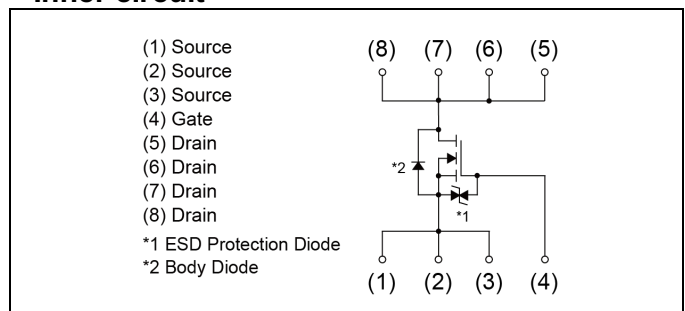 Inner circuit
(1) Source
(2) Source
(3) Source
(4) Gate
(5) Drain
(6) Drain
(7) Drain
(8) Drain
*1 ESD Protection Diode
*2 Body Diode
(8) (7) (6) (5)
*2
*1
(1) (2) (3) (4)